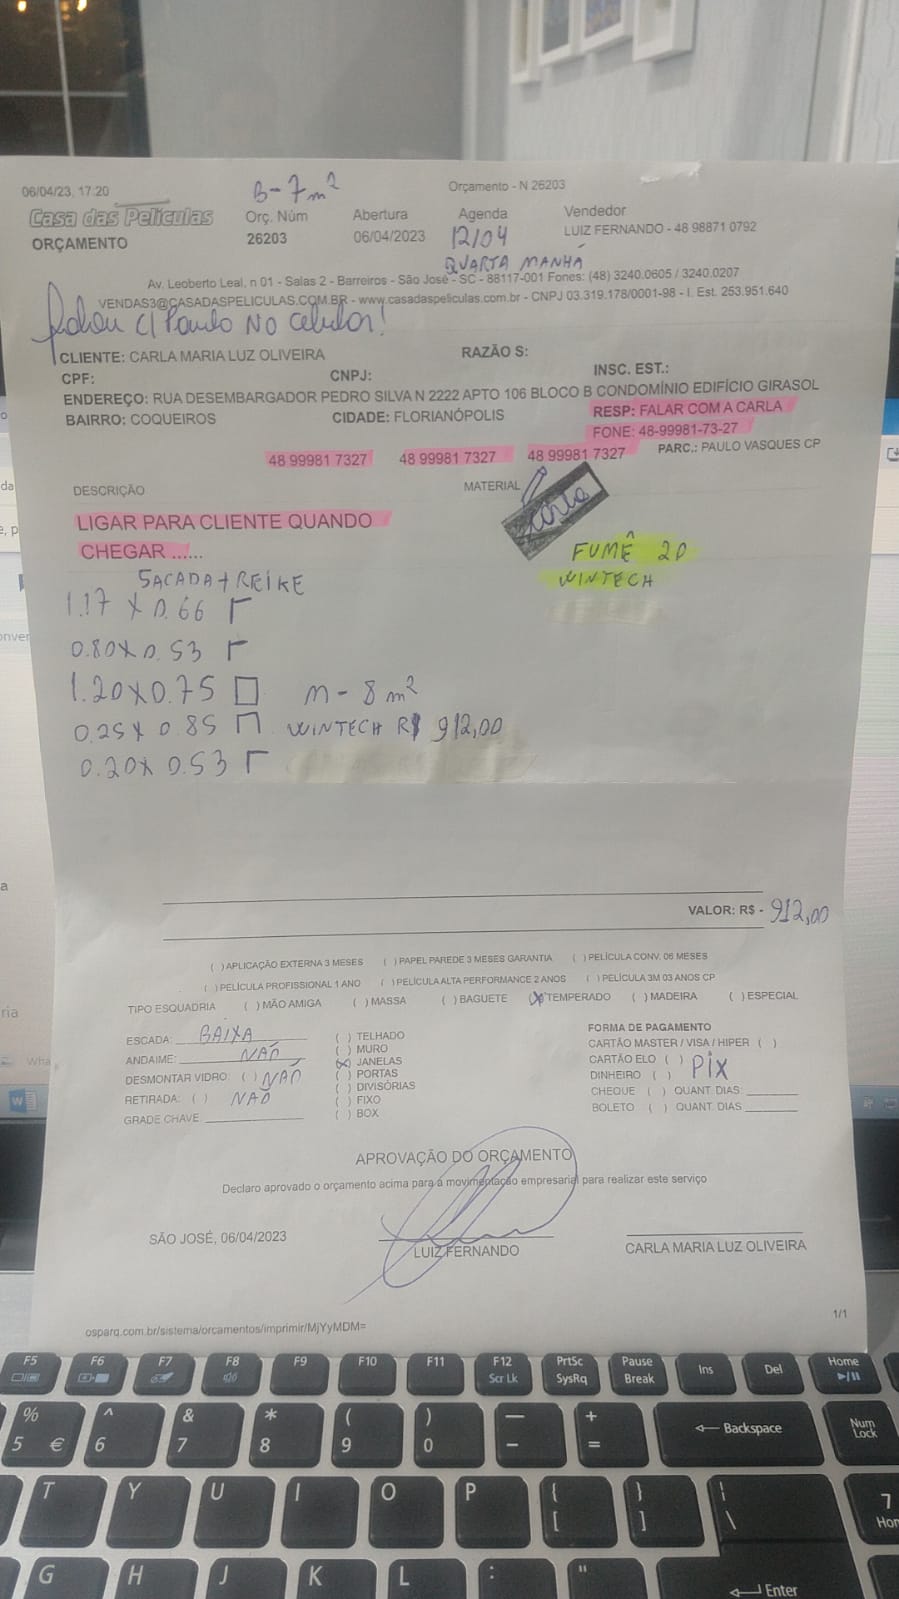 06/04/23, 17:20
B- 7m²
Orçamento - N 26203
Casa das Películas
Orç. Núm
Abertura
Agenda
Vendedor
ORÇAMENTO
26203
06/04/2023
12/04
LUIZ FERNANDO - 48 98871 0792
QUARTA MANHÃ
Av. Leoberto Leal, n 01 - Salas 2 - Barreiros - São José - SC - 88117-001 Fones: (48) 3240.0605 / 3240.0207
VENDAS3@CASADASPELICULAS.COM.BR - www.casadaspeliculas.com.br - CNPJ 03.319.178/0001-98 - I. Est. 253.951.640
Falou c/ Paulo No celular!
CLIENTE: CARLA MARIA LUZ OLIVEIRA
RAZÃO S:
CPF:
CNPJ:
INSC. EST.:
ENDEREÇO: RUA DESEMBARGADOR PEDRO SILVA N 2222 APTO 106 BLOCO B CONDOMÍNIO EDIFÍCIO GIRASOL
BAIRRO: COQUEIROS
CIDADE: FLORIANÓPOLIS
RESP: FALAR COM A CARLA
FONE: 48-99981-73-27
48 99981 7327 48 99981 7327 48 99981 7327
PARC.: PAULO VASQUES CP
DESCRIÇÃO
MATERIAL
Carla
LIGAR PARA CLIENTE QUANDO
CHEGAR ......
FUMÊ 20
WINTECH
SACADA + REIKE
1.17 x 0.66
0.80 x 0.53
1.20 x 0.75
M - 8 m²
0.25 x 0.85
WINTECH R$ 912,00
0.20 x 0.53
VALOR: R$ - 912,00
( )APLICAÇÃO EXTERNA 3 MESES ( )PAPEL PAREDE 3 MESES GARANTIA ( )PELÍCULA CONV. 06 MESES
( )PELÍCULA PROFISSIONAL 1 ANO ( )PELÍCULA ALTA PERFORMANCE 2 ANOS ( )PELÍCULA 3M 03 ANOS CP
TIPO ESQUADRIA ( )MÃO AMIGA ( )MASSA ( )BAGUETE (X)TEMPERADO ( )MADEIRA ( )ESPECIAL
ESCADA: BAIXA
ANDAIME: NÃO
DESMONTAR VIDRO: ( ) NÃO
RETIRADA: ( ) NÃO
GRADE CHAVE
( ) TELHADO
( ) MURO
(X) JANELAS
( ) PORTAS
( ) DIVISÓRIAS
( ) FIXO
( ) BOX
FORMA DE PAGAMENTO
CARTÃO MASTER / VISA / HIPER ( )
CARTÃO ELO ( )
DINHEIRO ( ) PIX
CHEQUE ( ) QUANT. DIAS:
BOLETO ( ) QUANT. DIAS
APROVAÇÃO DO ORÇAMENTO
Declaro aprovado o orçamento acima para a movimentação empresarial para realizar este serviço
SÃO JOSÉ, 06/04/2023
LUIZ FERNANDO
CARLA MARIA LUZ OLIVEIRA
1/1
osparq.com.br/sistema/orcamentos/imprimir/MjYyMDM=
F5 F6 F7 F8 F9 F10 F11 F12 PrtSc Pause Ins Del Home
Scr Lk SysRq Break
% ^ & * ( ) — + Backspace Num
5 € 6 7 8 9 0 - = Lock
T Y U I O P { } | 7
[ ] \ Hor
G H J K L : " Enter